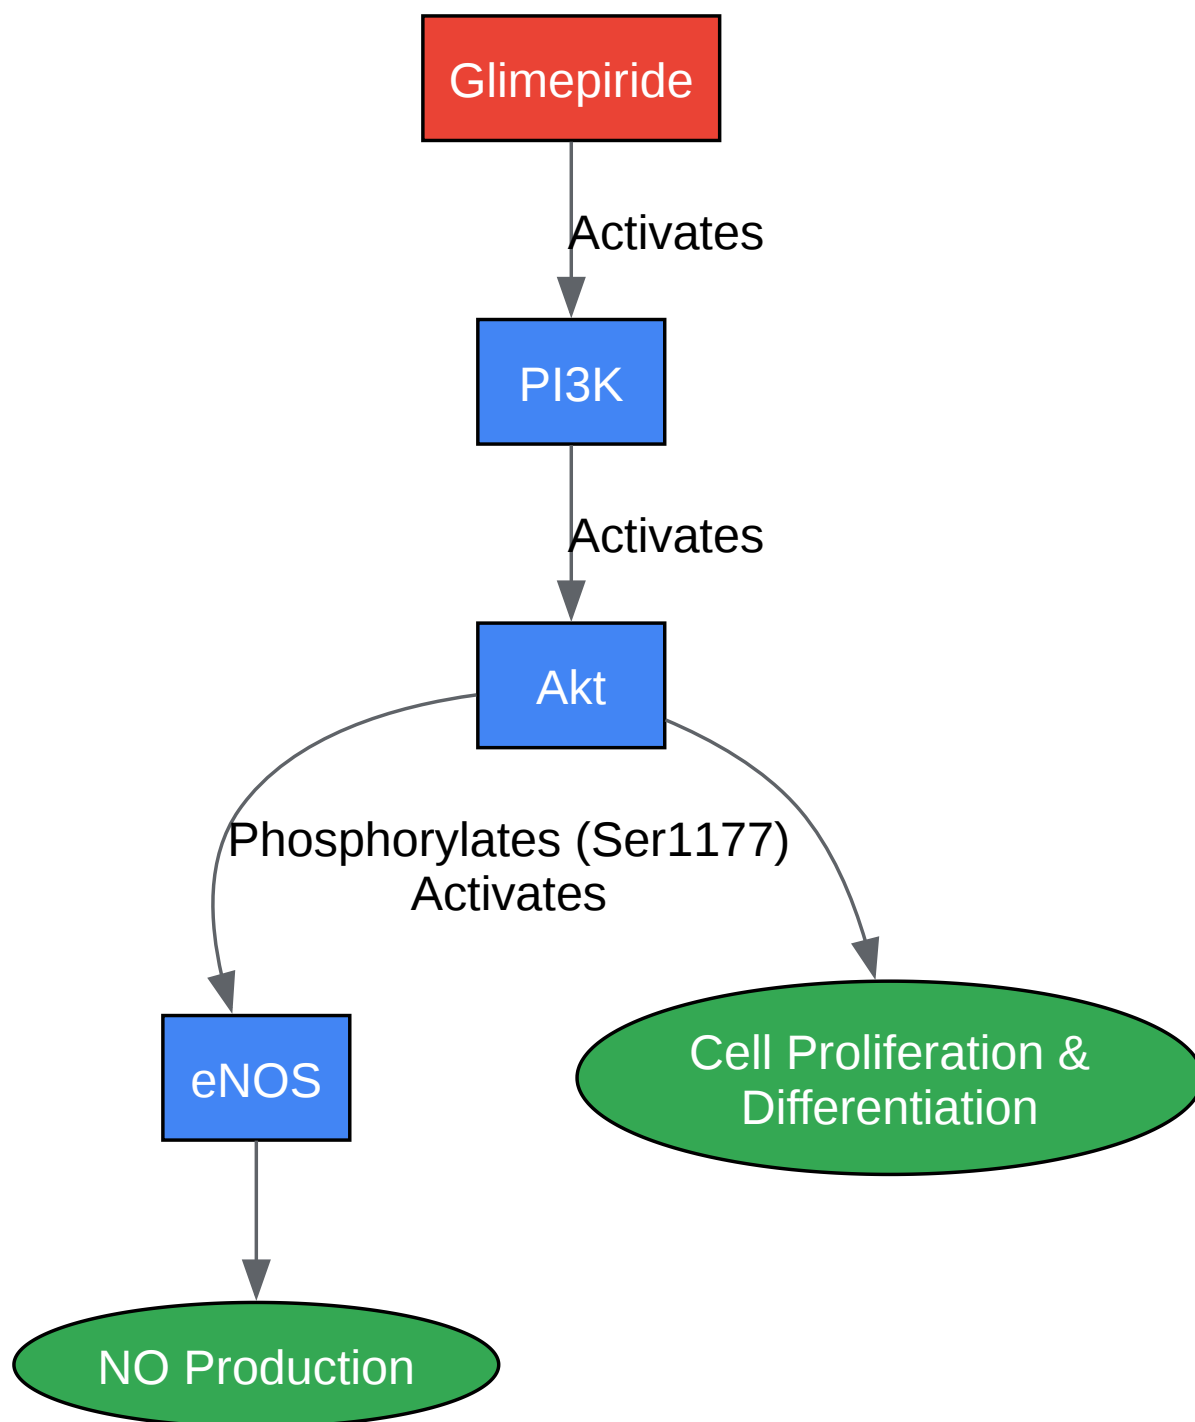 Glimepiride
Activates
PI3K
Activates
Akt
Phosphorylates (Ser1177)
Activates
eNOS
Cell Proliferation &
Differentiation
NO Production